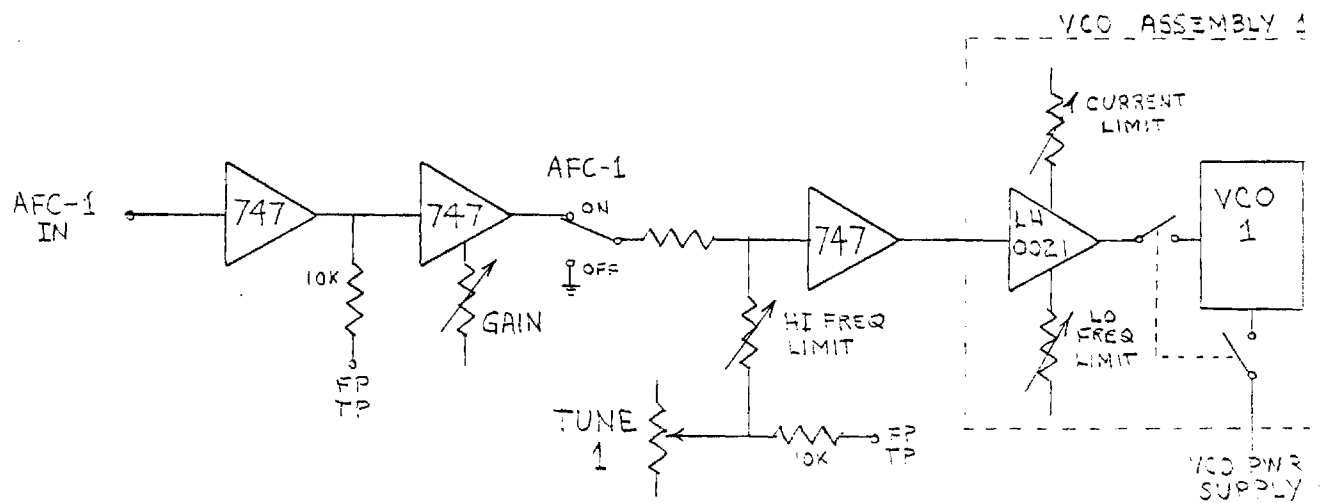 VCO ASSEMBLY 1
CURRENT
LIMIT
AFC-1
IN
747
10K
FP
TP
747
GAIN
AFC-1
ON
OFF
HI FREQ
LIMIT
TUNE
1
10K
FP
TP
747
LH
0021
LO
FREQ
LIMIT
VCO
1
VCO PWR
SUPPLY